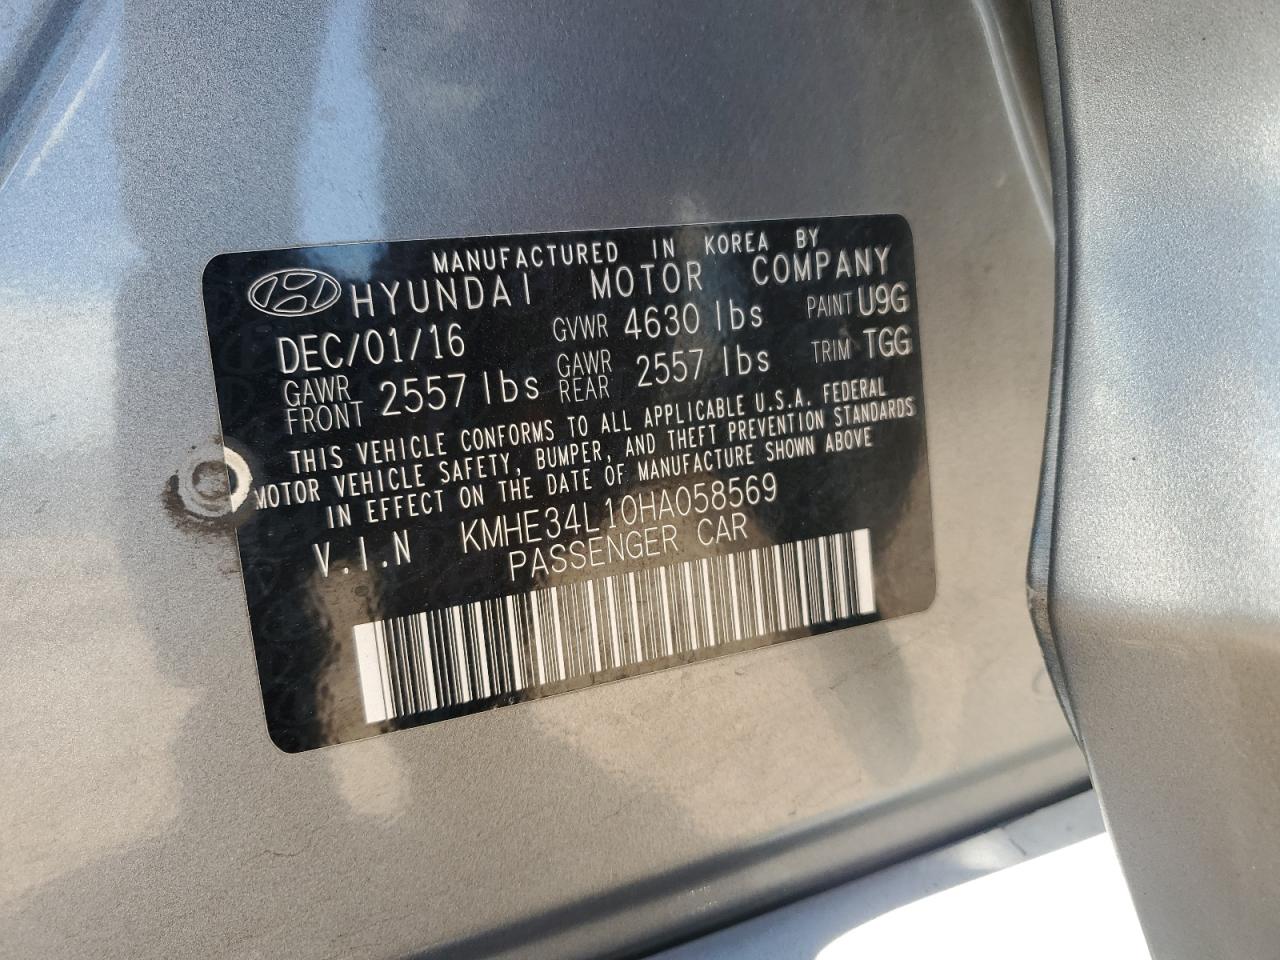 MANUFACTURED IN KOREA BY
HYUNDAI MOTOR COMPANY
DEC/01/16 GVWR 4630 lbs PAINT U9G
GAWR FRONT 2557 lbs GAWR REAR 2557 lbs TRIM TGG
THIS VEHICLE CONFORMS TO ALL APPLICABLE U.S.A. FEDERAL
MOTOR VEHICLE SAFETY, BUMPER, AND THEFT PREVENTION STANDARDS
IN EFFECT ON THE DATE OF MANUFACTURE SHOWN ABOVE
V.I.N KMHE34L10HA058569
PASSENGER CAR